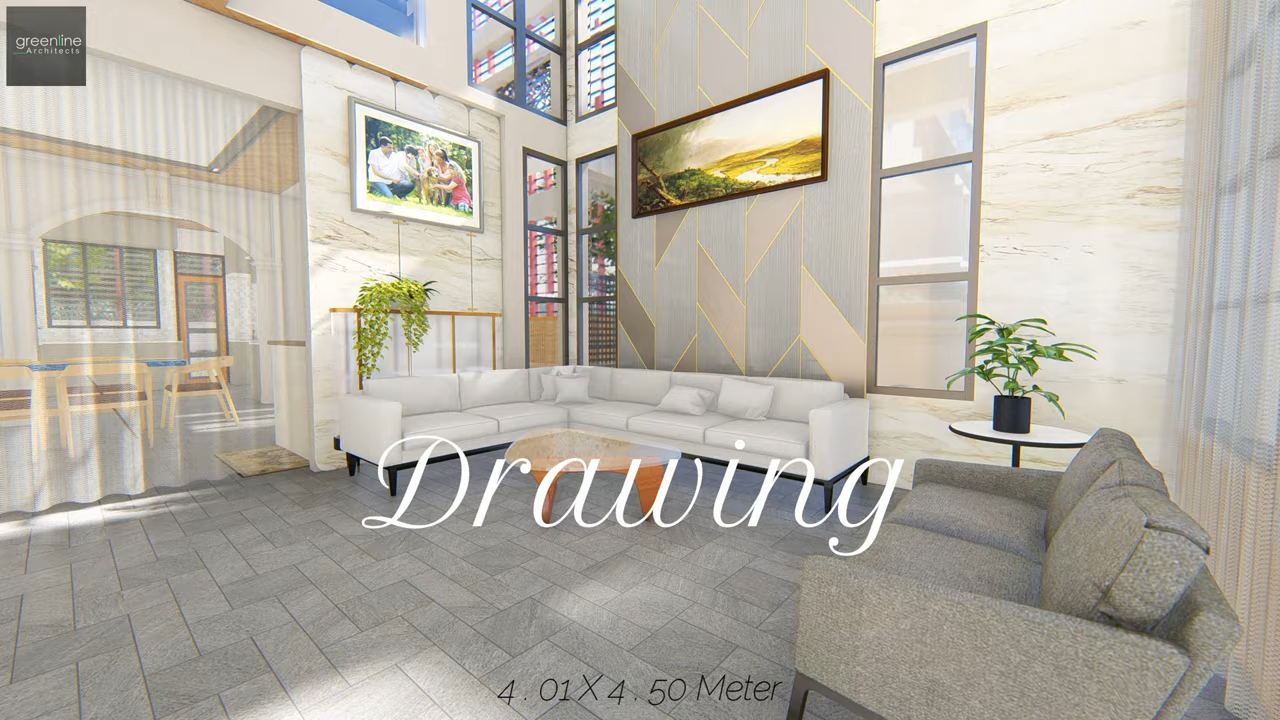 greenline
Architects
Drawing
4 . 01 X 4 . 50 Meter